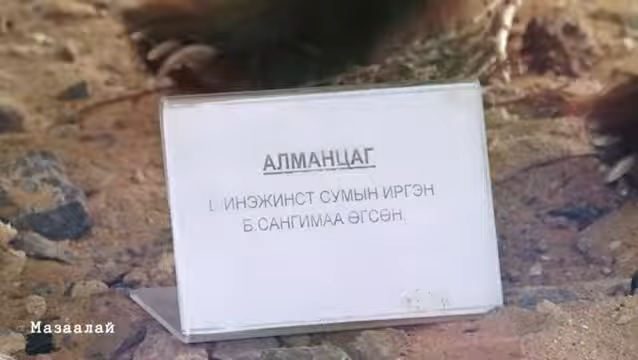 АЛМАНЦАГ
ШИНЭЖИНСТ СУМЫН ИРГЭН
Б.САНГИМАА ӨГСӨН.
Мазаалай